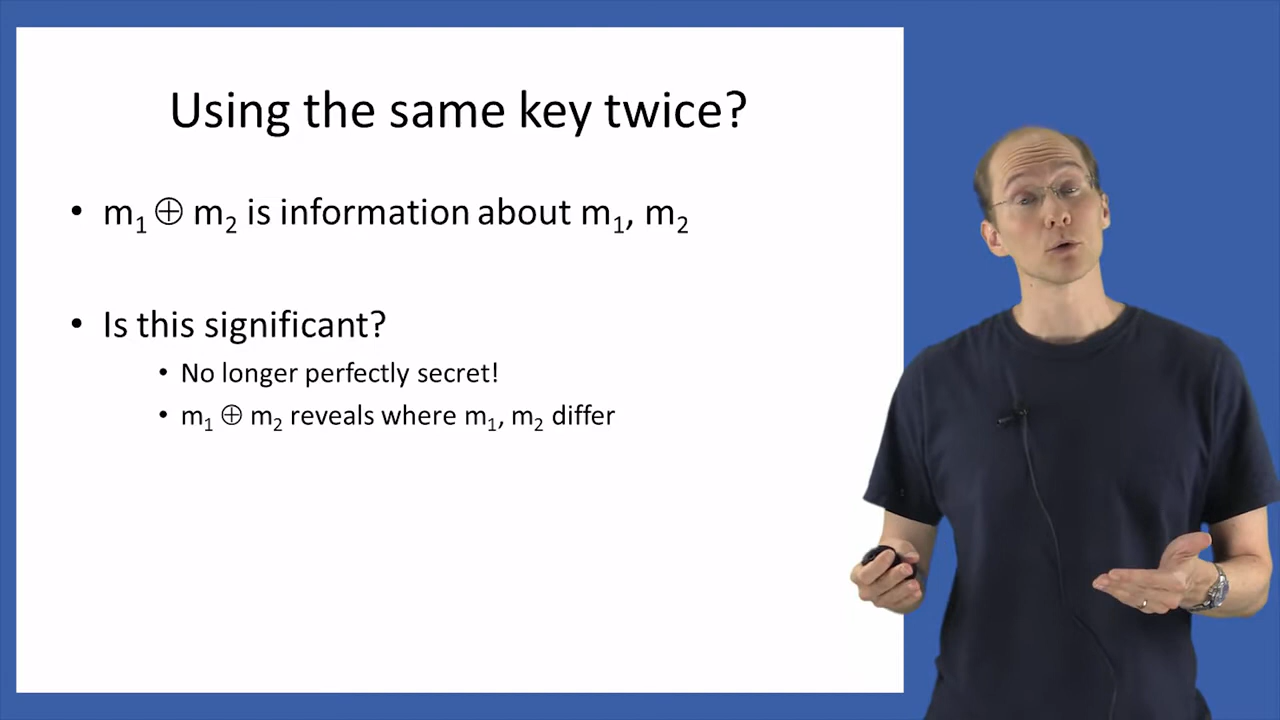 Using the same key twice?
• m₁ ⊕ m₂ is information about m₁, m₂
• Is this significant?
• No longer perfectly secret!
• m₁ ⊕ m₂ reveals where m₁, m₂ differ